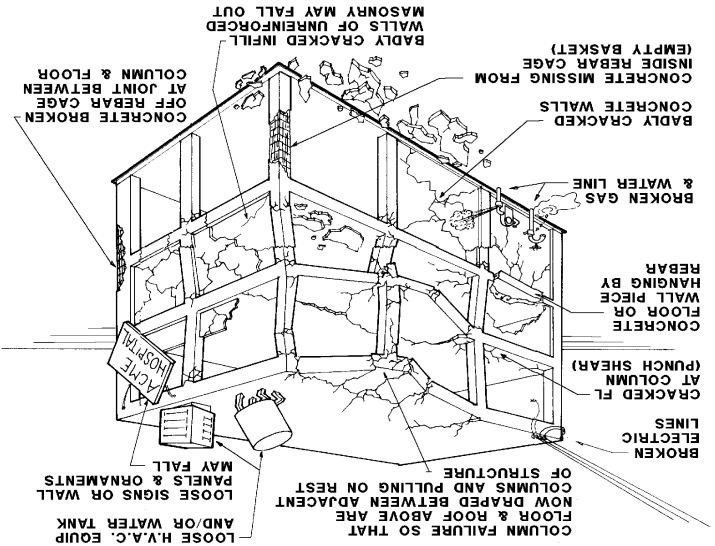 COLUMN FAILURE SO THAT
FLOOR & ROOF ABOVE ARE
NOW DRAPED BETWEEN ADJACENT
COLUMNS AND PULLING ON REST
OF STRUCTURE
LOOSE H.V.A.C. EQUIP
AND/OR WATER TANK
LOOSE SIGNS OR WALL
PANELS & ORNAMENTS
MAY FALL
BROKEN
ELECTRIC
LINES
CRACKED FL
AT COLUMN
(PUNCH SHEAR)
ACME
HOSPITAL
CONCRETE
FLOOR OR
WALL PIECE
HANGING BY
REBAR
BROKEN GAS
& WATER LINE
CONCRETE BROKEN
OFF REBAR CAGE
AT JOINT BETWEEN
COLUMN & FLOOR
BADLY CRACKED
CONCRETE WALLS
CONCRETE MISSING FROM
INSIDE REBAR CAGE
(EMPTY BASKET)
BADLY CRACKED INFILL
WALLS OF UNREINFORCED
MASONRY MAY FALL OUT